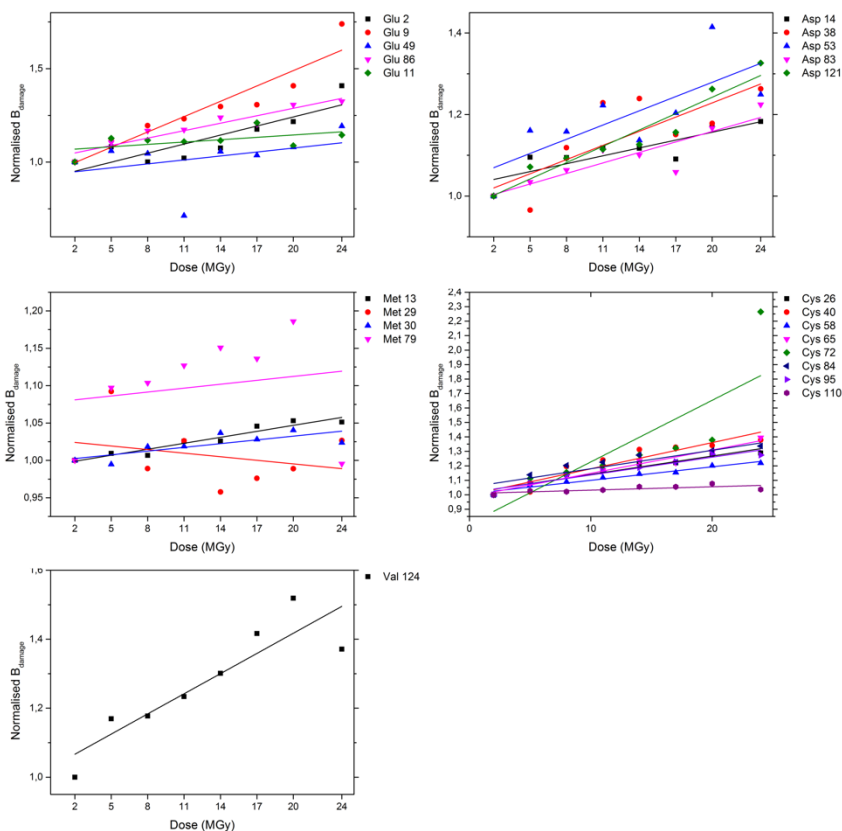 Normalised Bdamage
1,5
1,0
2 5 8 11 14 17 20 24
Dose (MGy)
Glu 2
Glu 9
Glu 49
Glu 86
Glu 11
Normalised Bdamage
1,4
1,2
1,0
2 5 8 11 14 17 20 24
Dose (MGy)
Asp 14
Asp 38
Asp 53
Asp 83
Asp 121
Normalised Bdamage
1,20
1,15
1,10
1,05
1,00
0,95
2 5 8 11 14 17 20 24
Dose (MGy)
Met 13
Met 29
Met 30
Met 79
Normalised Bdamage
2,4
2,3
2,2
2,1
2,0
1,9
1,8
1,7
1,6
1,5
1,4
1,3
1,2
1,1
1,0
0,9
0 10 20
Dose (MGy)
Cys 26
Cys 40
Cys 58
Cys 65
Cys 72
Cys 84
Cys 95
Cys 110
Normalised Bdamage
1,6
1,4
1,2
1,0
2 5 8 11 14 17 20 24
Dose (MGy)
Val 124